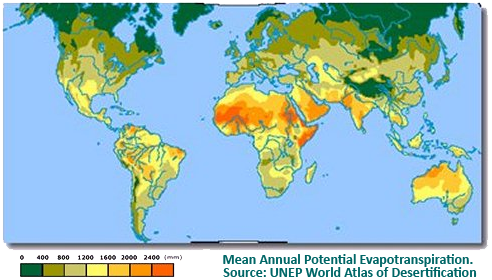 0 400 800 1200 1600 2000 2400 (mm)
Mean Annual Potential Evapotranspiration.
Source: UNEP World Atlas of Desertification